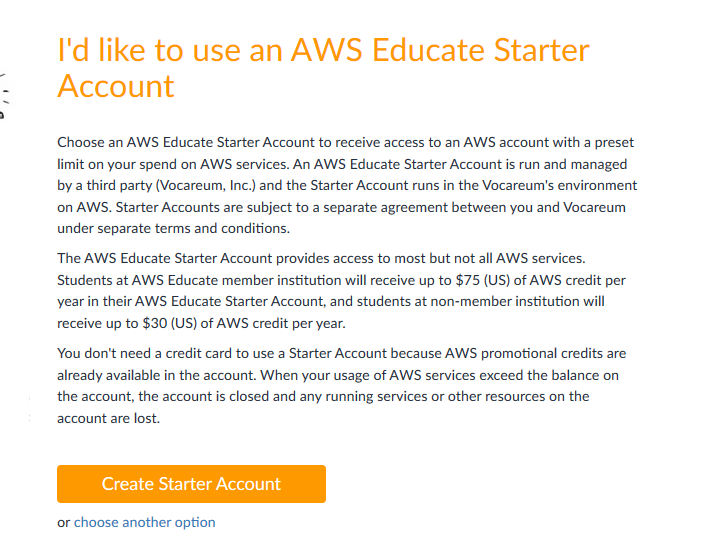 I'd like to use an AWS Educate Starter
Account
Choose an AWS Educate Starter Account to receive access to an AWS account with a preset
limit on your spend on AWS services. An AWS Educate Starter Account is run and managed
by a third party (Vocareum, Inc.) and the Starter Account runs in the Vocareum's environment
on AWS. Starter Accounts are subject to a separate agreement between you and Vocareum
under separate terms and conditions.
The AWS Educate Starter Account provides access to most but not all AWS services.
Students at AWS Educate member institution will receive up to $75 (US) of AWS credit per
year in their AWS Educate Starter Account, and students at non-member institution will
receive up to $30 (US) of AWS credit per year.
You don't need a credit card to use a Starter Account because AWS promotional credits are
already available in the account. When your usage of AWS services exceed the balance on
the account, the account is closed and any running services or other resources on the
account are lost.
Create Starter Account
or choose another option